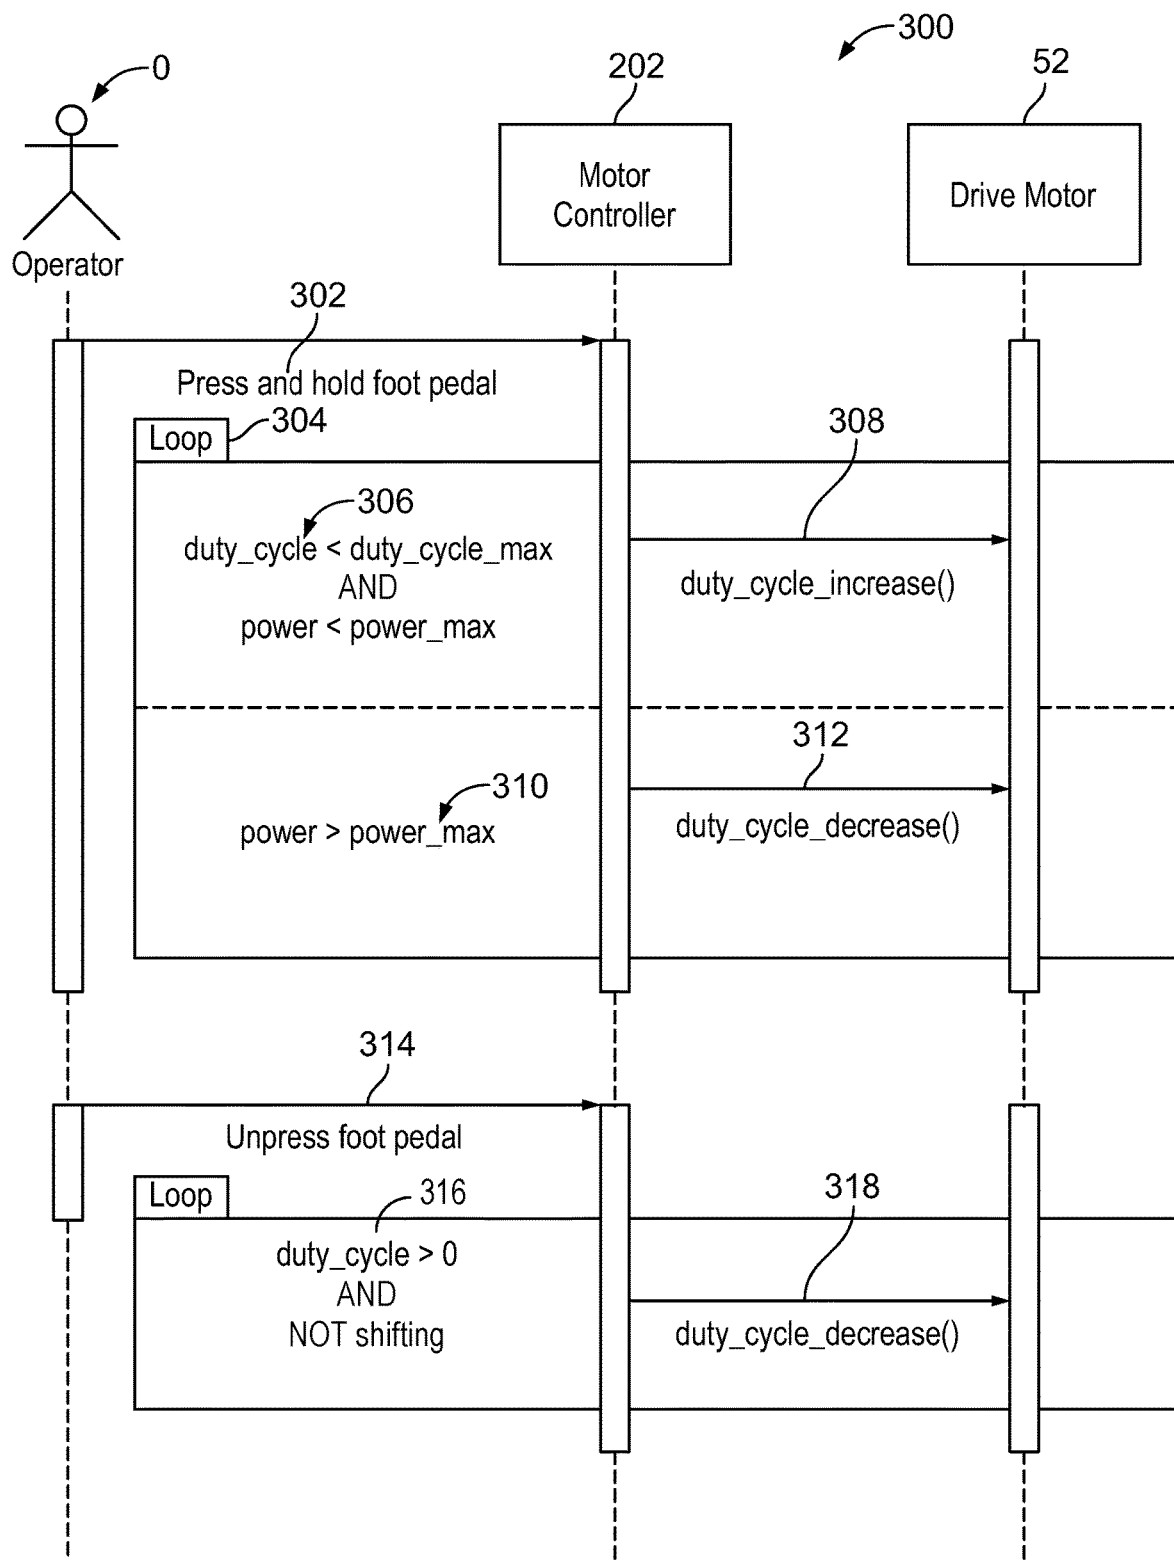 300
0
202
52
Motor
Controller
Drive Motor
Operator
302
Press and hold foot pedal
Loop
304
308
306
duty_cycle < duty_cycle_max
AND
power < power_max
duty_cycle_increase()
312
310
power > power_max
duty_cycle_decrease()
314
Unpress foot pedal
Loop
316
318
duty_cycle > 0
AND
NOT shifting
duty_cycle_decrease()